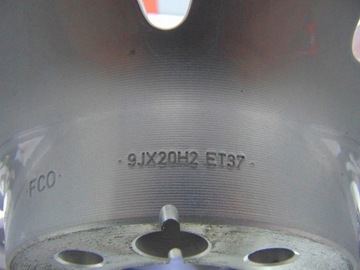 · 9JX20H2 ET37 ·
· FCO ·